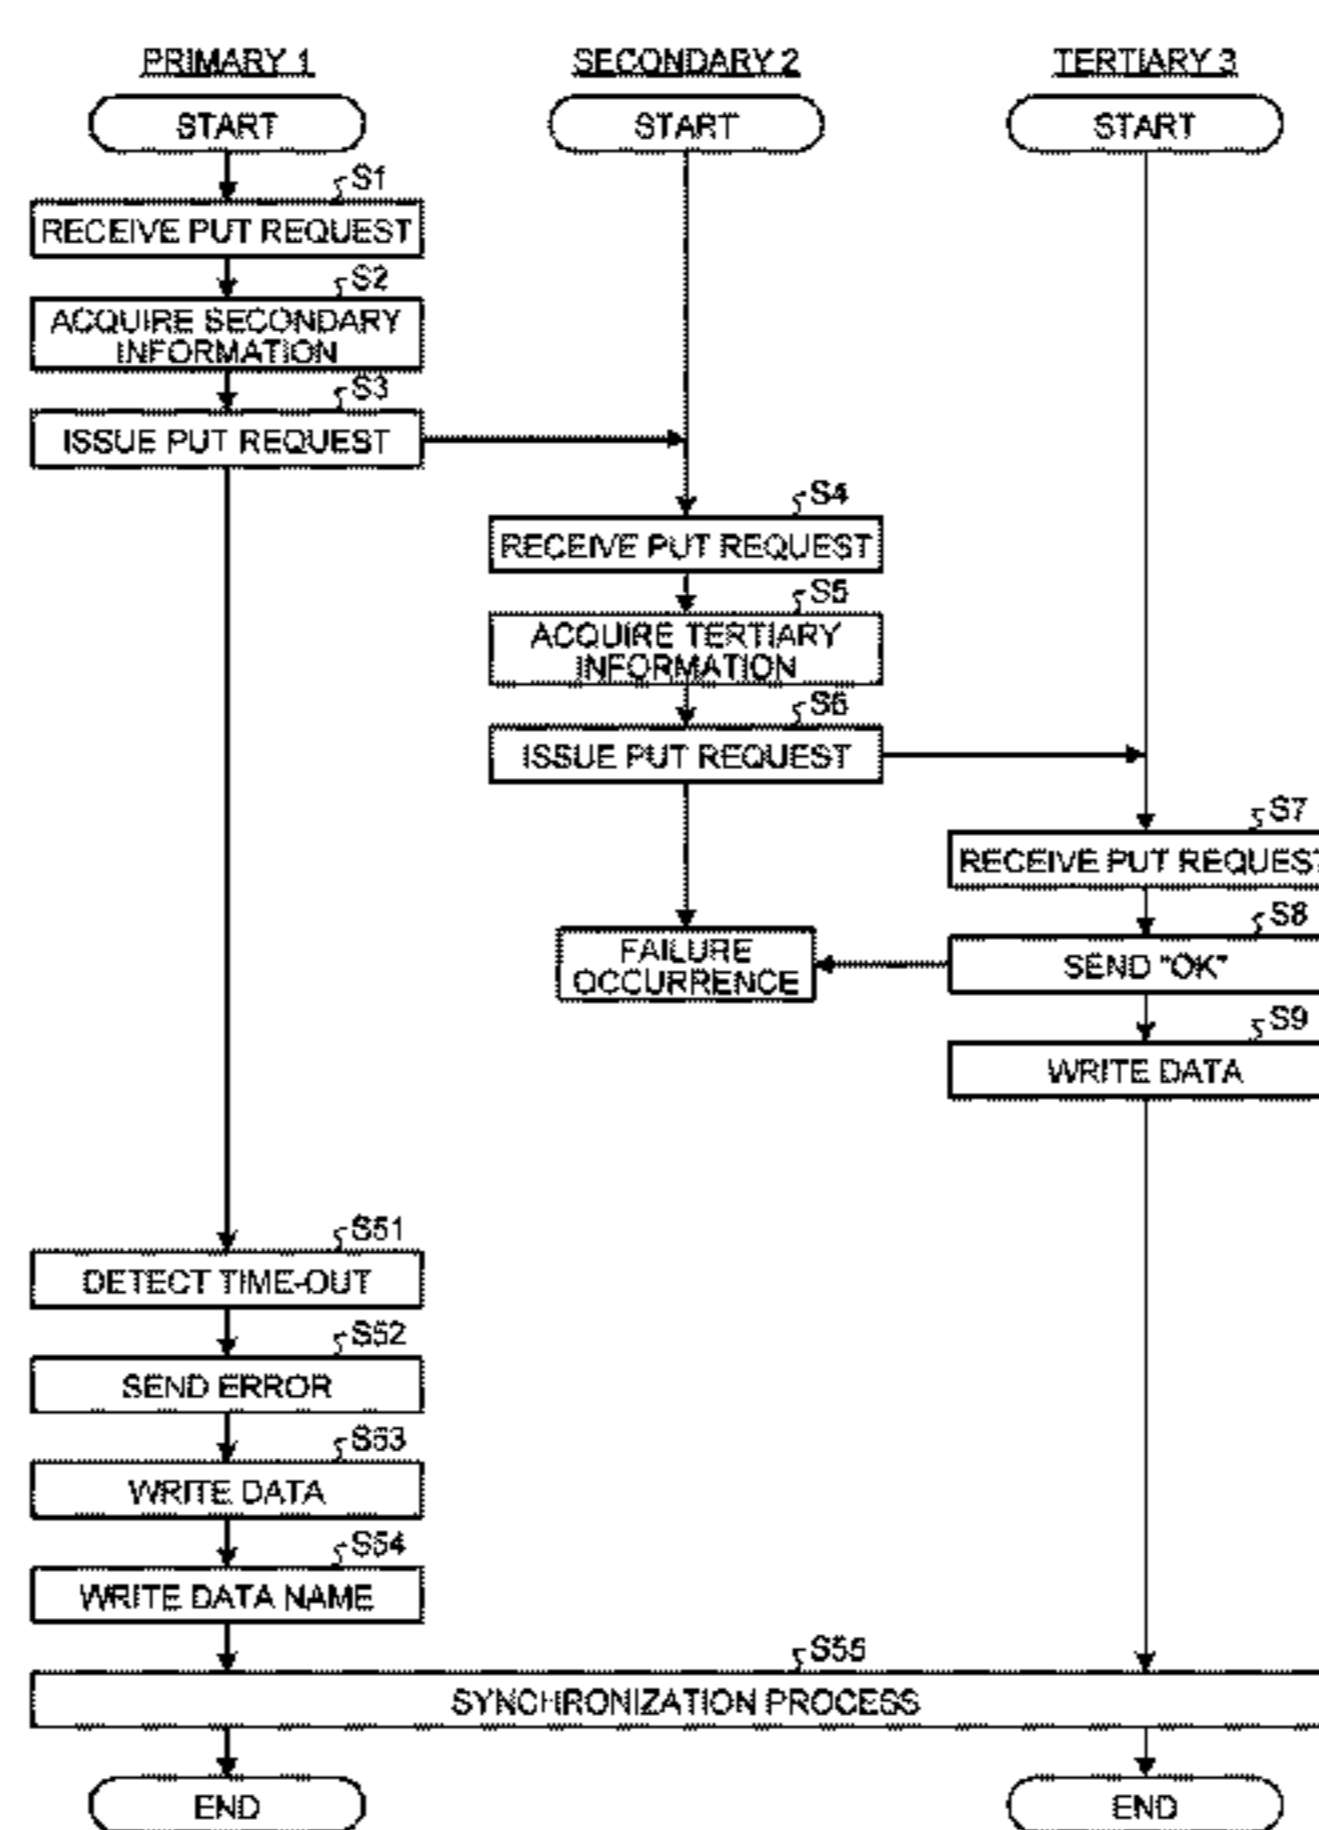 PRIMARY 1
SECONDARY 2
TERTIARY 3
START
START
START
S1
RECEIVE PUT REQUEST
S2
ACQUIRE SECONDARY
INFORMATION
S3
ISSUE PUT REQUEST
S4
RECEIVE PUT REQUEST
S5
ACQUIRE TERTIARY
INFORMATION
S6
ISSUE PUT REQUEST
S7
RECEIVE PUT REQUEST
S8
FAILURE
OCCURRENCE
SEND "OK"
S9
WRITE DATA
S51
DETECT TIME-OUT
S52
SEND ERROR
S53
WRITE DATA
S54
WRITE DATA NAME
S55
SYNCHRONIZATION PROCESS
END
END